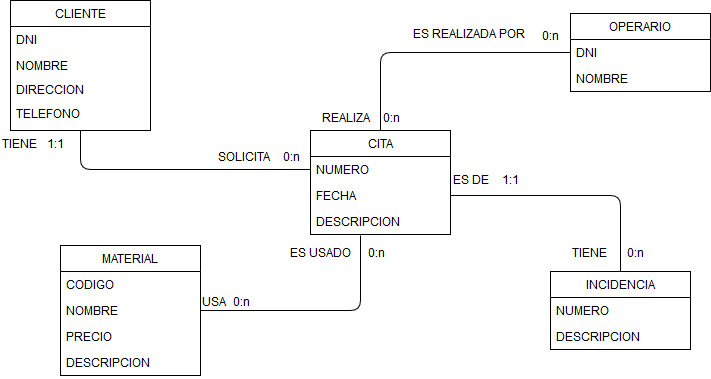 CLIENTE
DNI
NOMBRE
DIRECCION
TELEFONO
TIENE 1:1
SOLICITA 0:n
ES REALIZADA POR 0:n
OPERARIO
DNI
NOMBRE
REALIZA 0:n
CITA
NUMERO
FECHA
DESCRIPCION
ES DE 1:1
ES USADO 0:n
TIENE 0:n
MATERIAL
CODIGO
NOMBRE
PRECIO
DESCRIPCION
USA 0:n
INCIDENCIA
NUMERO
DESCRIPCION